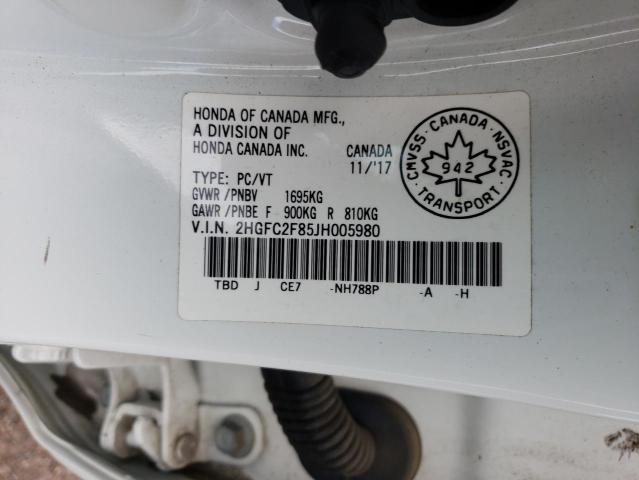 HONDA OF CANADA MFG.,
A DIVISION OF
HONDA CANADA INC. CANADA
11/'17
TYPE: PC/VT
GVWR/PNBV 1695KG
GAWR/PNBE F 900KG R 810KG
V.I.N. 2HGFC2F85JH005980
TBD J CE7 -NH788P -A -H
CMVSS · CANADA · NSVAC
942
TRANSPORT